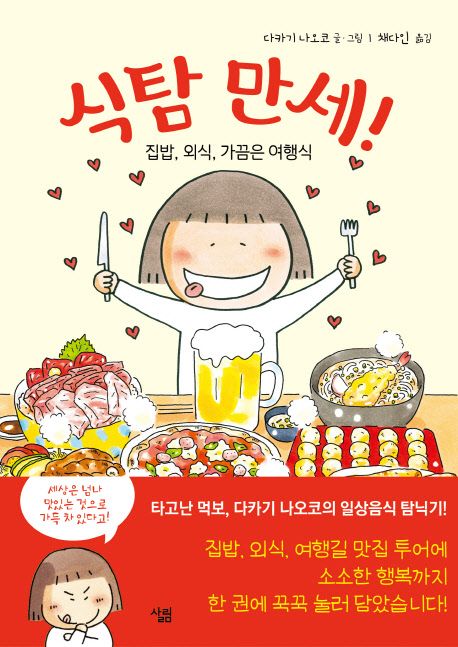 다카기 나오코 글·그림 | 채다인 옮김
식탐 만세!
집밥, 외식, 가끔은 여행식
세상은 넘나
맛있는 것으로
가득 차 있다고!
타고난 먹보, 다카기 나오코의 일상음식 탐닉기!
집밥, 외식, 여행길 맛집 투어에
소소한 행복까지
한 권에 꾹꾹 눌러 담았습니다!
살림